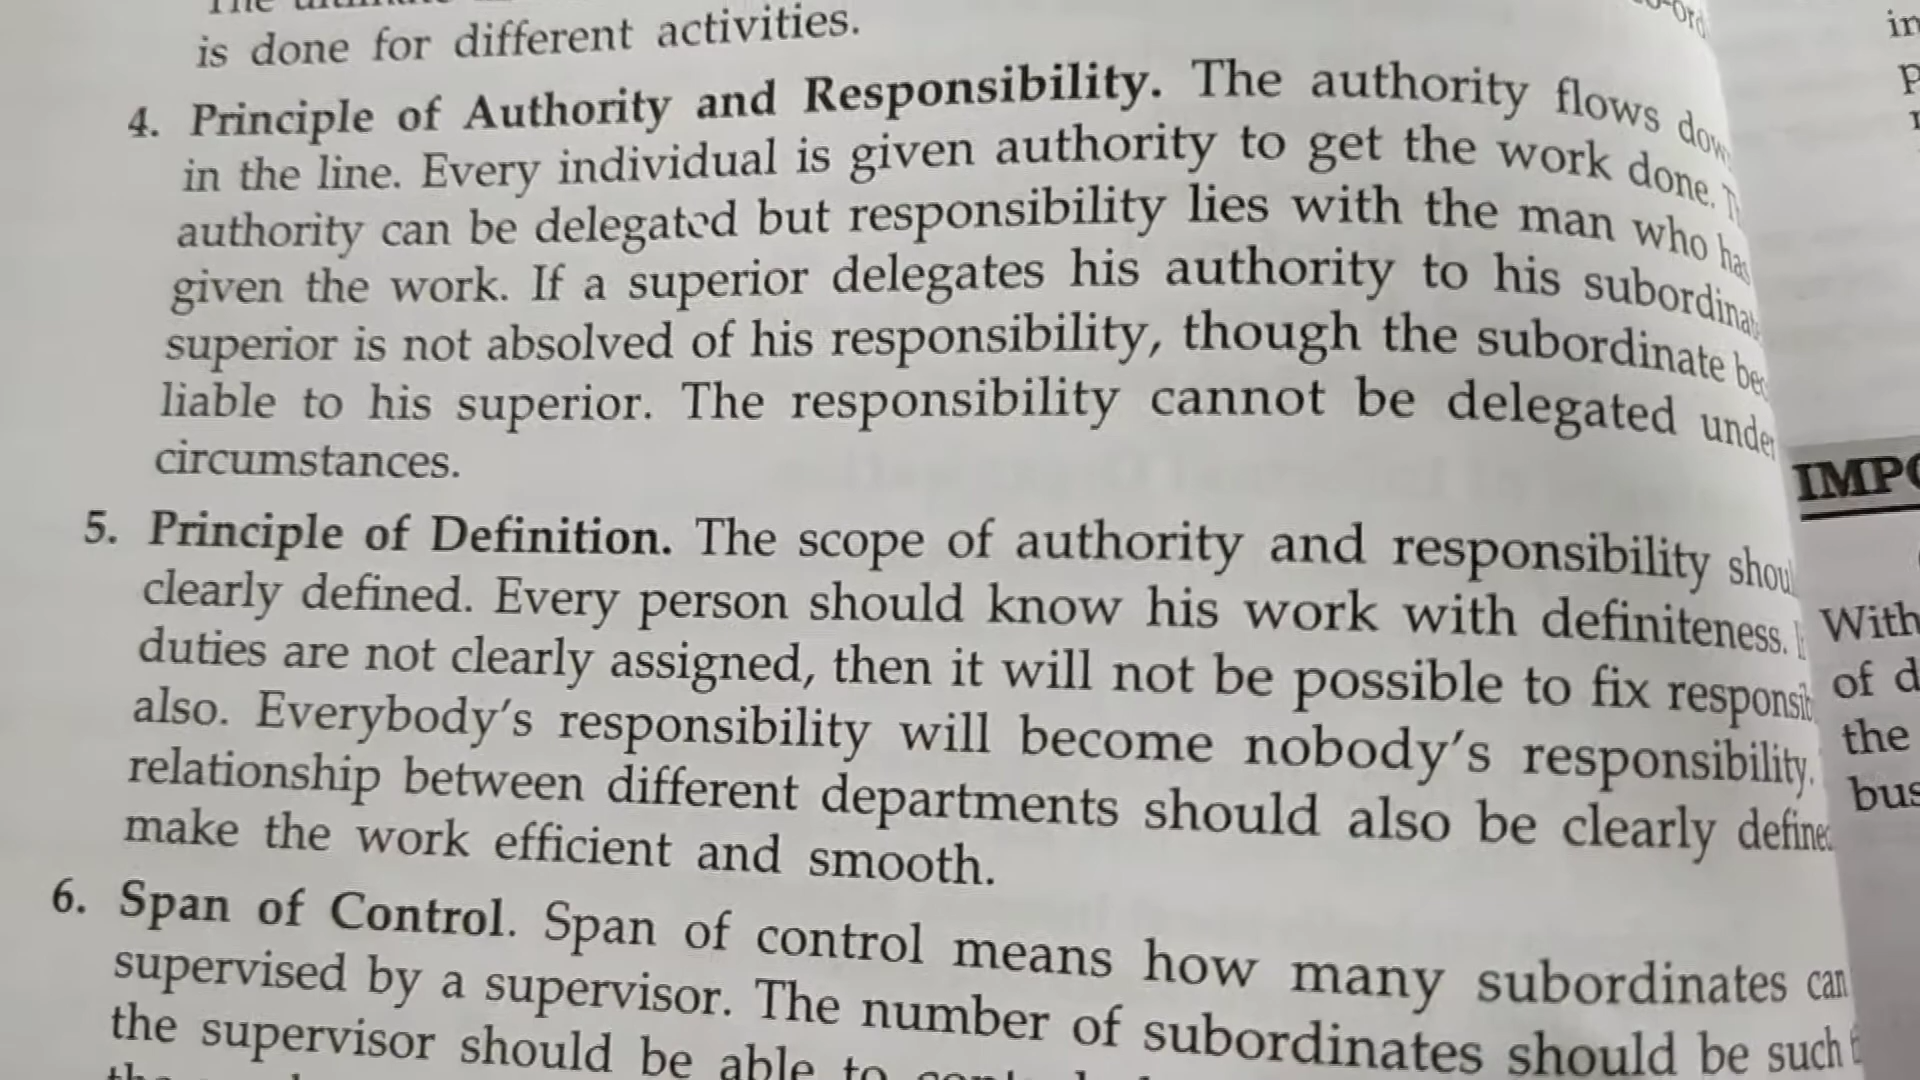 is done for different activities.
4. Principle of Authority and Responsibility. The authority flows
in the line. Every individual is given authority to get the work done.
authority can be delegated but responsibility lies with the man who has
given the work. If a superior delegates his authority to his
superior is not absolved of his responsibility, though the subordinate
liable to his superior. The responsibility cannot be delegated under
circumstances.
5. Principle of Definition. The scope of authority and responsibility
clearly defined. Every person should know his work with definiteness.
duties are not clearly assigned, then it will not be possible to fix
also. Everybody's responsibility will become nobody's responsibility.
relationship between different departments should also be clearly
make the work efficient and smooth.
6. Span of Control. Span of control means how many subordinates can
supervised by a supervisor. The number of subordinates should be such
the supervisor should be able to
With
of
the